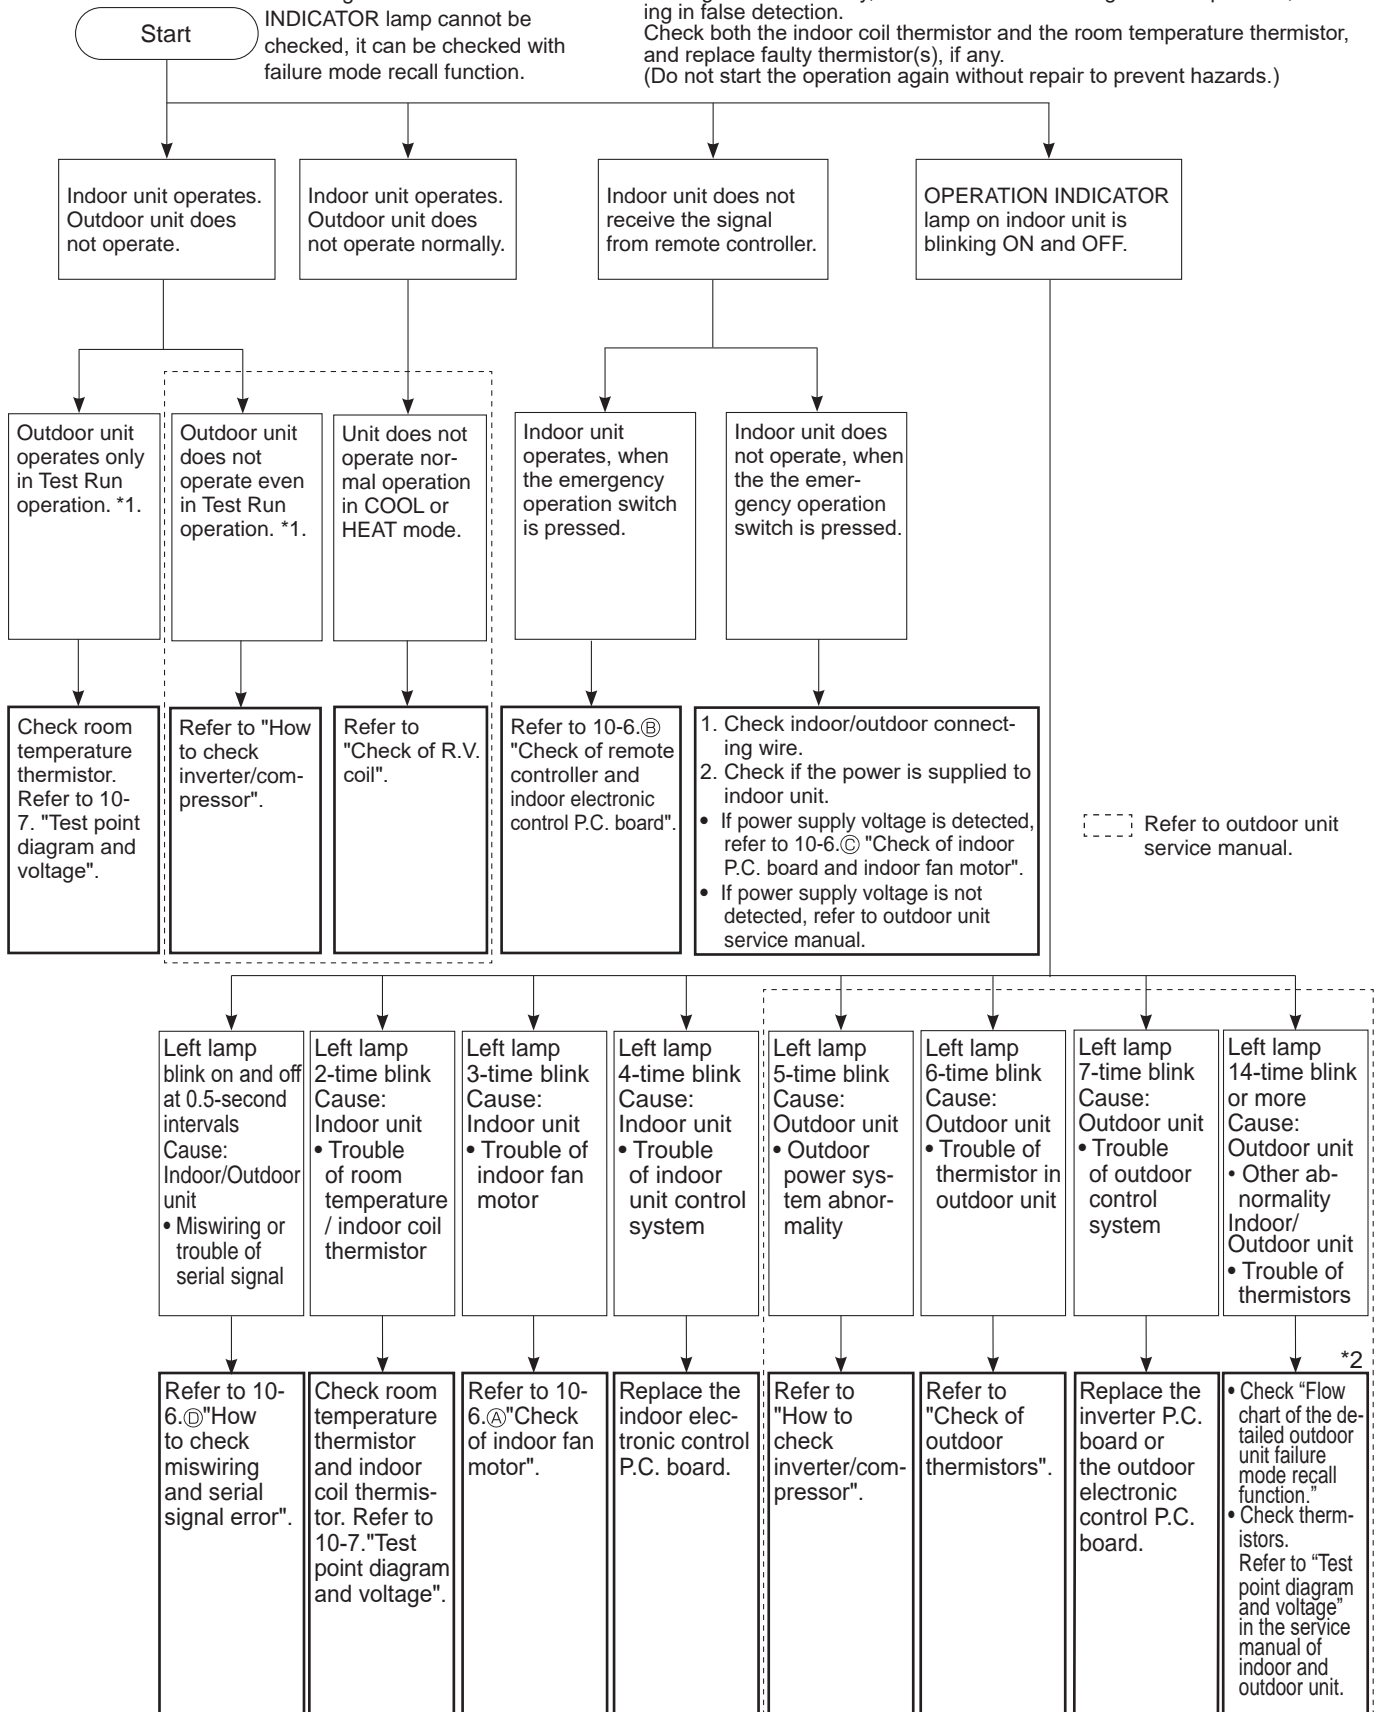 INDICATOR lamp cannot be
checked, it can be checked with
failure mode recall function.
ing in false detection.
Check both the indoor coil thermistor and the room temperature thermistor,
and replace faulty thermistor(s), if any.
(Do not start the operation again without repair to prevent hazards.)
Start
Indoor unit operates.
Outdoor unit does
not operate.
Indoor unit operates.
Outdoor unit does
not operate normally.
Indoor unit does not
receive the signal
from remote controller.
OPERATION INDICATOR
lamp on indoor unit is
blinking ON and OFF.
Outdoor unit
operates only
in Test Run
operation. *1.
Outdoor unit
does not
operate even
in Test Run
operation. *1.
Unit does not
operate nor-
mal operation
in COOL or
HEAT mode.
Indoor unit
operates, when
the emergency
operation switch
is pressed.
Indoor unit does
not operate, when
the the emer-
gency operation
switch is pressed.
Check room
temperature
thermistor.
Refer to 10-
7. "Test point
diagram and
voltage".
Refer to "How
to check
inverter/com-
pressor".
Refer to
"Check of R.V.
coil".
Refer to 10-6.Ⓑ
"Check of remote
controller and
indoor electronic
control P.C. board".
1. Check indoor/outdoor connect-
ing wire.
2. Check if the power is supplied to
indoor unit.
• If power supply voltage is detected,
refer to 10-6.Ⓒ "Check of indoor
P.C. board and indoor fan motor".
• If power supply voltage is not
detected, refer to outdoor unit
service manual.
Refer to outdoor unit
service manual.
Left lamp
blink on and off
at 0.5-second
intervals
Cause:
Indoor/Outdoor
unit
• Miswiring or
trouble of
serial signal
Left lamp
2-time blink
Cause:
Indoor unit
• Trouble
of room
temperature
/ indoor coil
thermistor
Left lamp
3-time blink
Cause:
Indoor unit
• Trouble of
indoor fan
motor
Left lamp
4-time blink
Cause:
Indoor unit
• Trouble
of indoor
unit control
system
Left lamp
5-time blink
Cause:
Outdoor unit
• Outdoor
power sys-
tem abnor-
mality
Left lamp
6-time blink
Cause:
Outdoor unit
• Trouble of
thermistor in
outdoor unit
Left lamp
7-time blink
Cause:
Outdoor unit
• Trouble
of outdoor
control
system
Left lamp
14-time blink
or more
Cause:
Outdoor unit
• Other ab-
normality
Indoor/
Outdoor unit
• Trouble of
thermistors
*2
Refer to 10-
6.Ⓓ"How
to check
miswiring
and serial
signal error".
Check room
temperature
thermistor
and indoor
coil thermis-
tor. Refer to
10-7."Test
point diagram
and voltage".
Refer to 10-
6.Ⓐ"Check
of indoor fan
motor".
Replace the
indoor elec-
tronic control
P.C. board.
Refer to
"How to
check
inverter/com-
pressor".
Refer to
"Check of
outdoor
thermistors".
Replace the
inverter P.C.
board or
the outdoor
electronic
control P.C.
board.
• Check “Flow
chart of the de-
tailed outdoor
unit failure
mode recall
function.”
• Check therm-
istors.
Refer to “Test
point diagram
and voltage”
in the service
manual of
indoor and
outdoor unit.